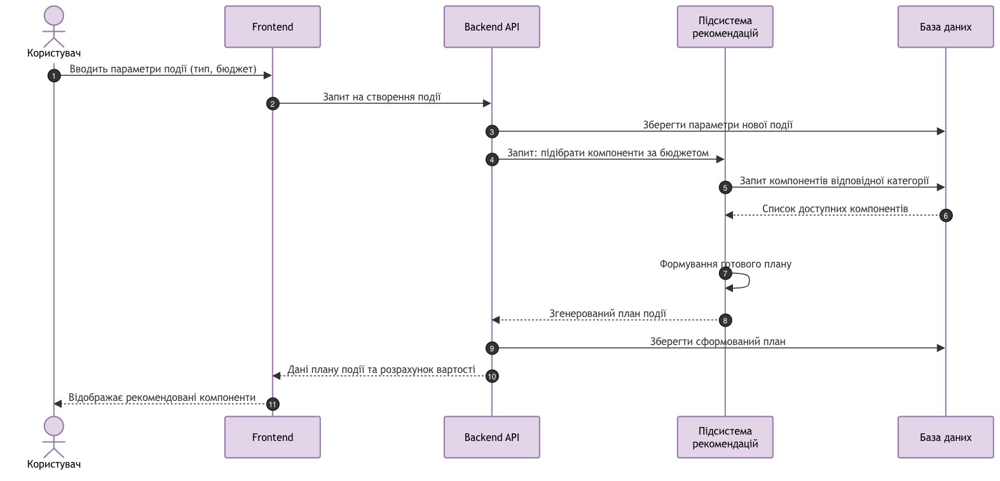 Користувач
Frontend
Backend API
Підсистема
рекомендацій
База даних
Вводить параметри події (тип, бюджет)
1
Запит на створення події
2
Зберегти параметри нової події
3
Запит: підібрати компоненти за бюджетом
4
Запит компонентів відповідної категорії
5
Список доступних компонентів
6
Формування готового плану
7
Згенерований план події
8
Зберегти сформований план
9
Дані плану події та розрахунок вартості
10
Відображає рекомендовані компоненти
11
Користувач
Frontend
Backend API
Підсистема
рекомендацій
База даних